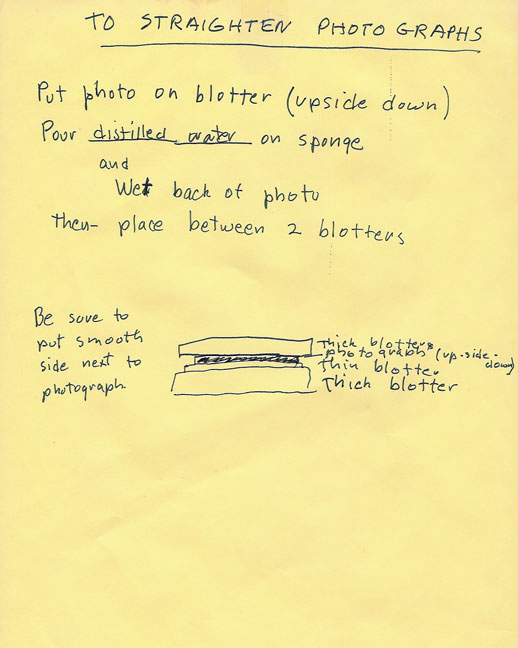 TO STRAIGHTEN PHOTOGRAPHS
Put photo on blotter (upside down)
Pour distilled water on sponge
and
Wet back of photo
then- place between 2 blotters
Be sure to
put smooth
side next to
photograph
Thick blotter*
photograph (up-side-down)
Thin blotter
Thick blotter